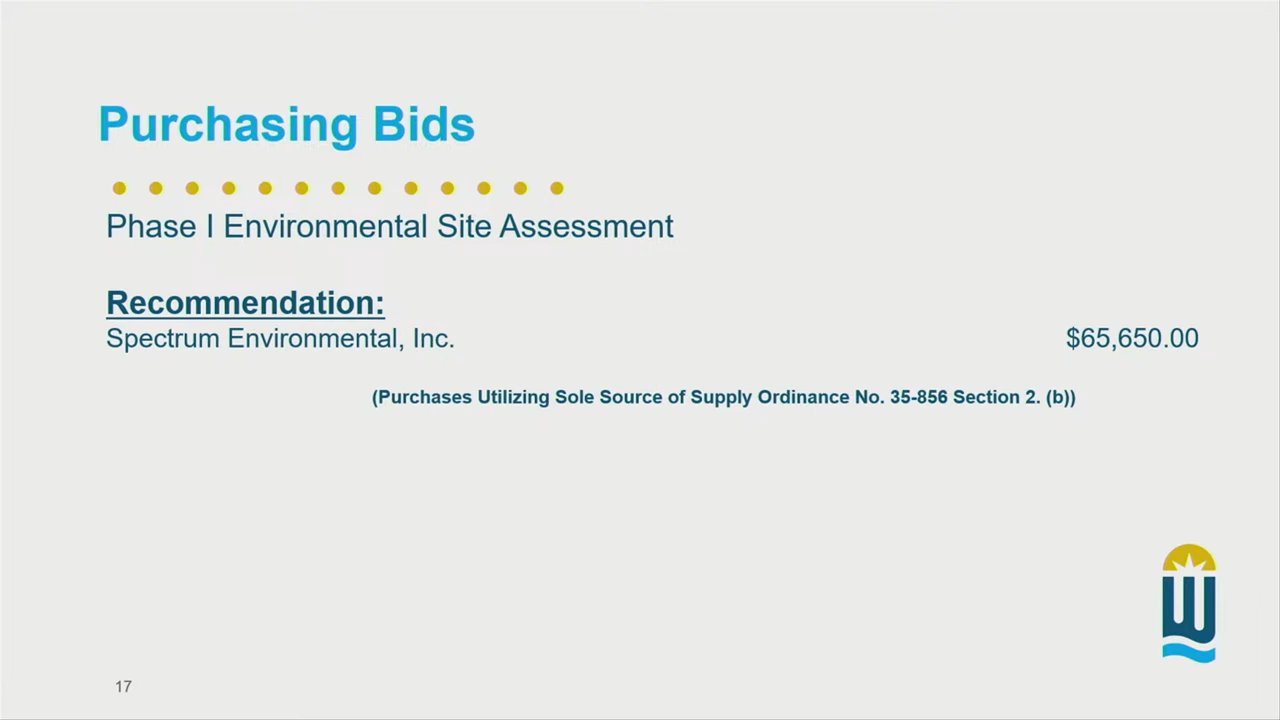 Purchasing Bids
Phase I Environmental Site Assessment
Recommendation:
Spectrum Environmental, Inc. $65,650.00
(Purchases Utilizing Sole Source of Supply Ordinance No. 35-856 Section 2. (b))
W
17